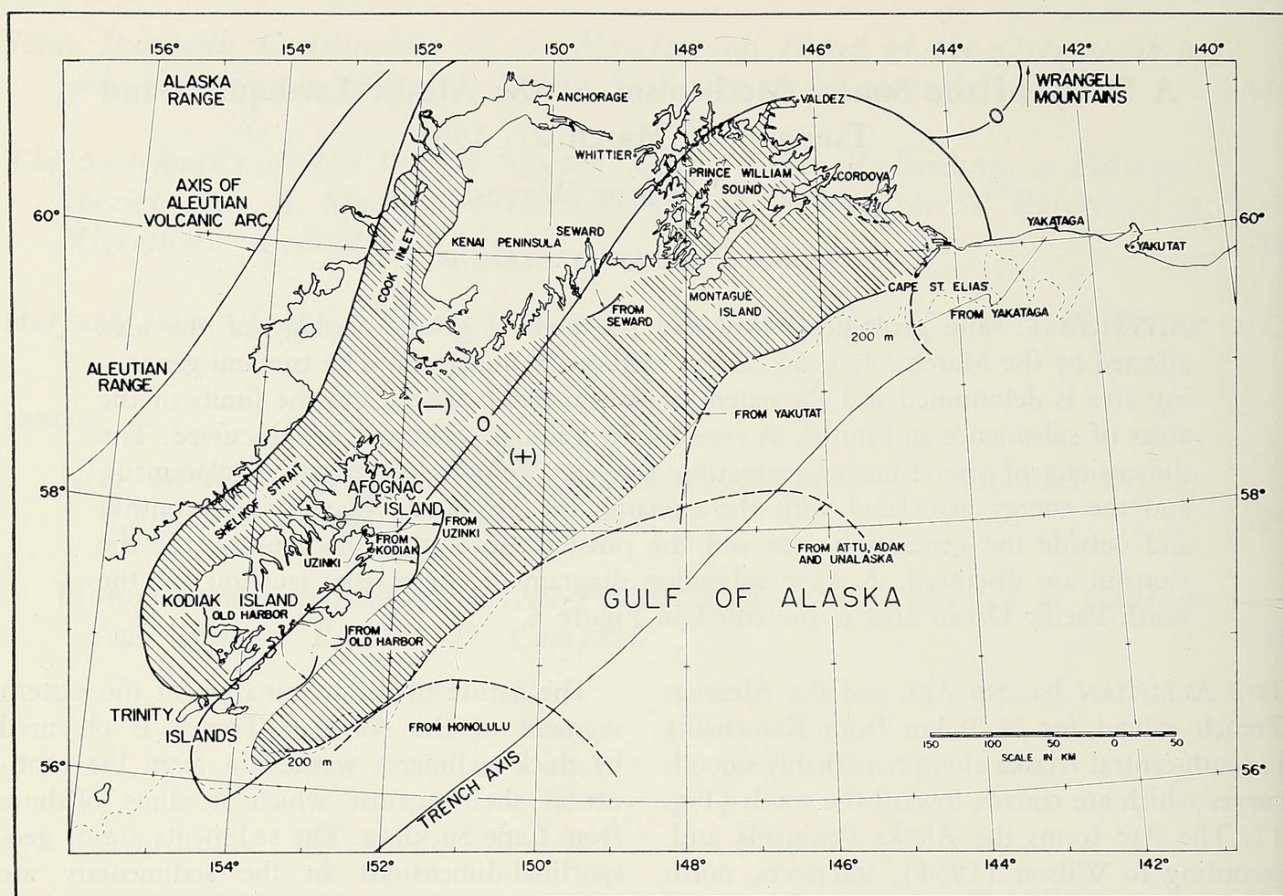 156°
154°
152°
150°
148°
146°
144°
142°
140°
ALASKA
RANGE
WRANGELL
MOUNTAINS
O
ANCHORAGE
VALDEZ
WHITTIER
PRINCE WILLIAM
SOUND
CORDOVA
AXIS OF
ALEUTIAN
VOLCANIC ARC
60°
60°
KENAI PENINSULA
SEWARD
YAKATAGA
YAKUTAT
COOK INLET
CAPE ST. ELIAS
MONTAGUE
ISLAND
FROM
SEWARD
FROM YAKATAGA
200 m
ALEUTIAN
RANGE
(—)
O
(+)
FROM YAKUTAT
58°
58°
SHELIKOF STRAIT
AFOGNAC
ISLAND
FROM
UZINKI
FROM
KODIAK
UZINKI
FROM ATTU, ADAK
AND UNALASKA
KODIAK ISLAND
OLD HARBOR
FROM
OLD HARBOR
GULF OF ALASKA
TRINITY
ISLANDS
FROM HONOLULU
200 m
56°
56°
TRENCH AXIS
150 100 50 0 50
SCALE IN KM
154°
152°
150°
148°
146°
144°
142°